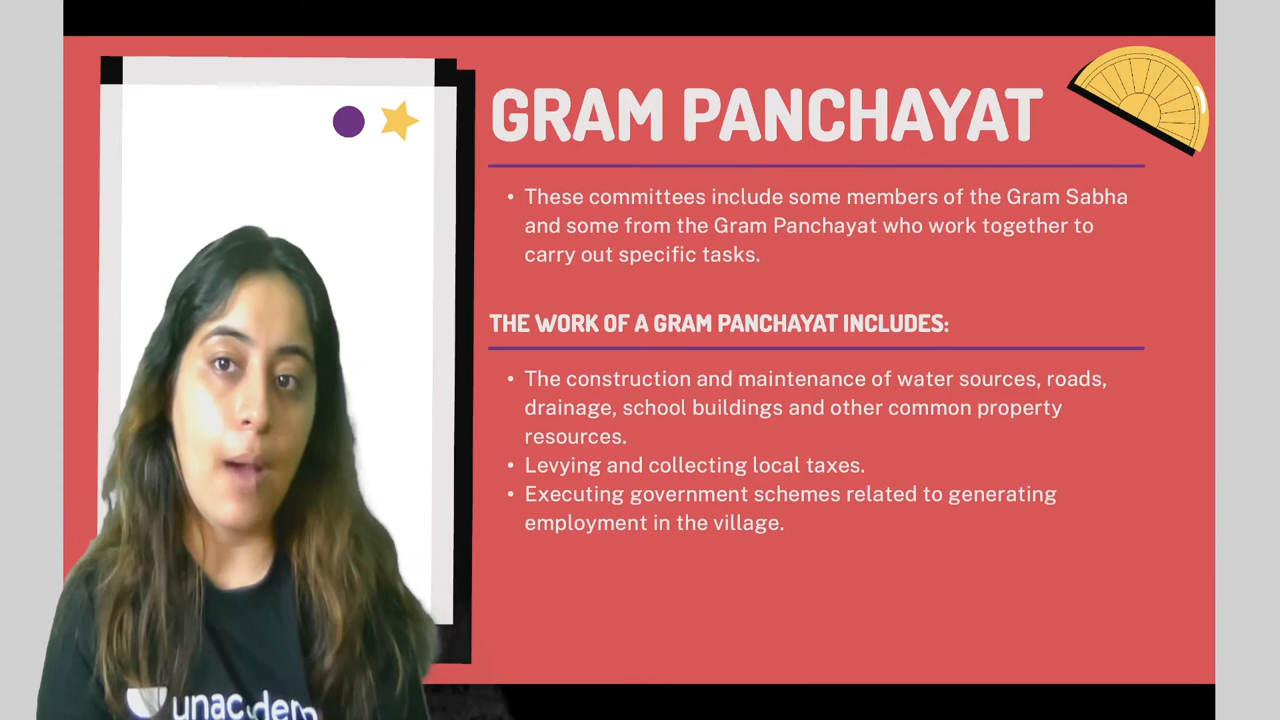 GRAM PANCHAYAT
• These committees include some members of the Gram Sabha
and some from the Gram Panchayat who work together to
carry out specific tasks.
THE WORK OF A GRAM PANCHAYAT INCLUDES:
• The construction and maintenance of water sources, roads,
drainage, school buildings and other common property
resources.
• Levying and collecting local taxes.
• Executing government schemes related to generating
employment in the village.